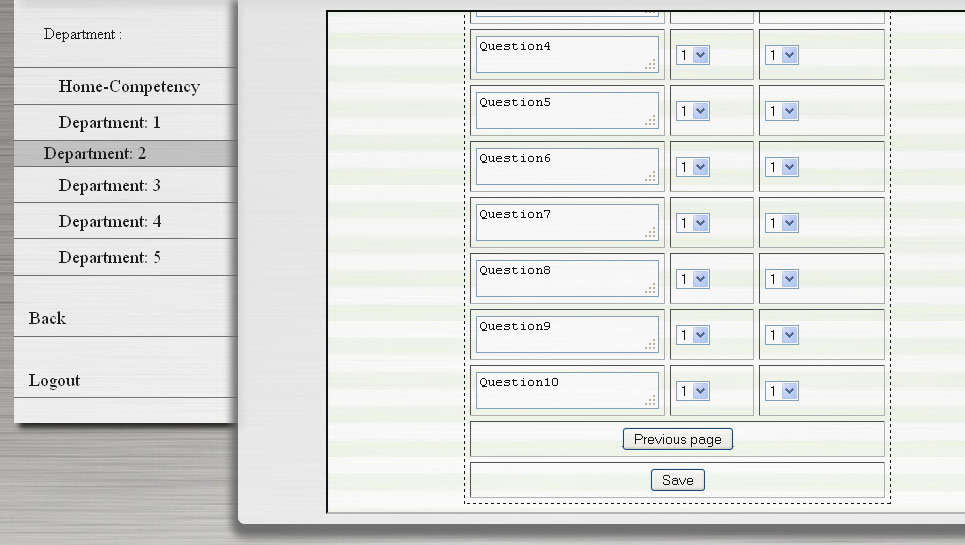 Department :
Home-Competency
Department: 1
Department: 2
Department: 3
Department: 4
Department: 5
Back
Logout
Question4 1 1
Question5 1 1
Question6 1 1
Question7 1 1
Question8 1 1
Question9 1 1
Question10 1 1
Previous page
Save